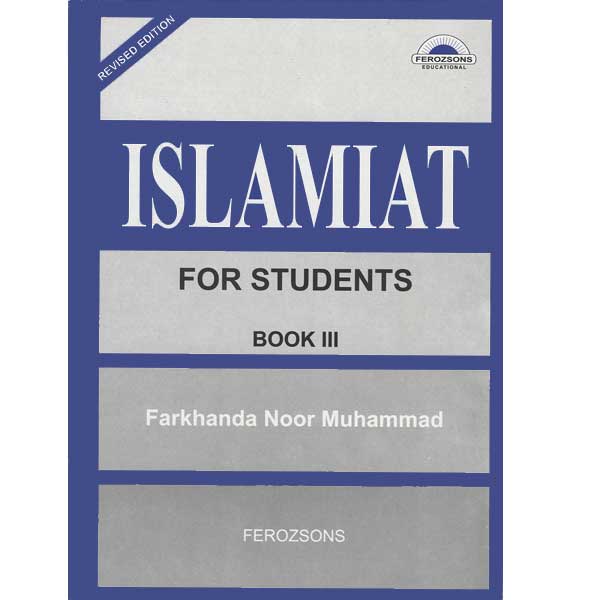 REVISED EDITION
FEROZSONS
EDUCATIONAL
ISLAMIAT
FOR STUDENTS
BOOK III
Farkhanda Noor Muhammad
FEROZSONS